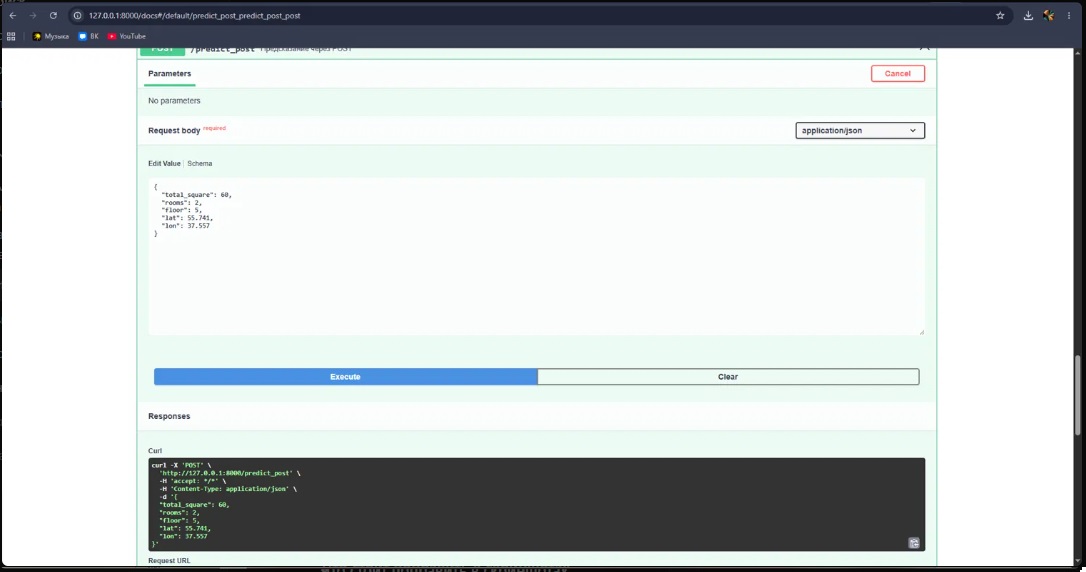 127.0.0.1:8000/docs#/default/predict_post_predict_post_post
Музыка
ВК
YouTube
POST /predict_post Предсказание через POST
Parameters
Cancel
No parameters
Request body required
application/json
Edit Value | Schema
{
"total_square": 60,
"rooms": 2,
"floor": 5,
"lat": 55.741,
"lon": 37.557
}
Execute
Clear
Responses
Curl
curl -X 'POST' \
'http://127.0.0.1:8000/predict_post' \
-H 'accept: */*' \
-H 'Content-Type: application/json' \
-d '{
"total_square": 60,
"rooms": 2,
"floor": 5,
"lat": 55.741,
"lon": 37.557
}'
Request URL